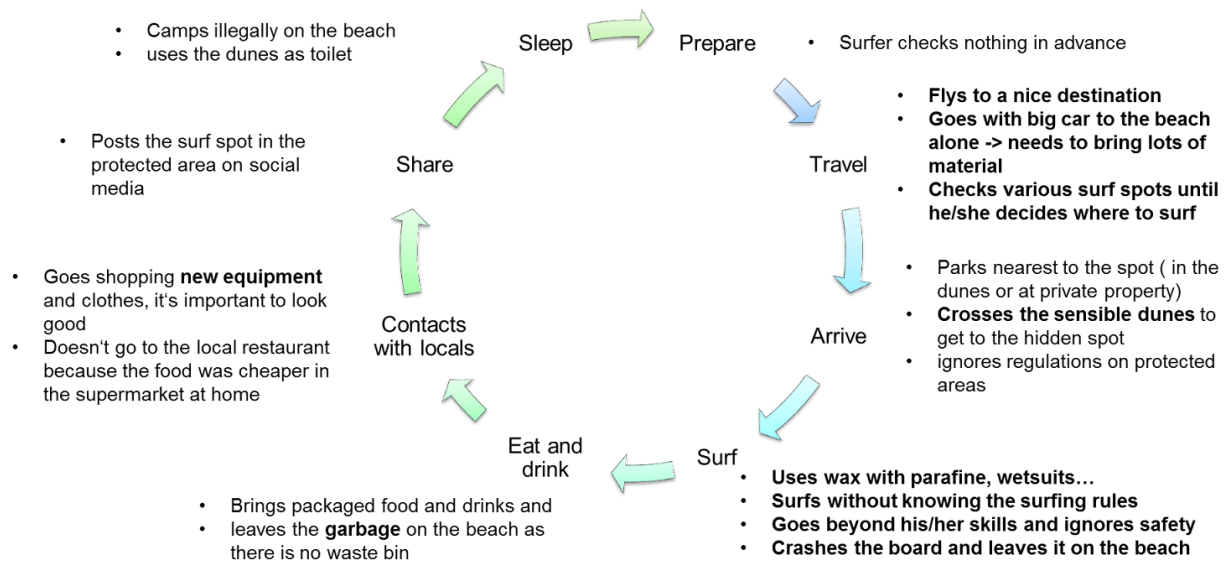 Sleep
• Camps illegally on the beach
• uses the dunes as toilet
Prepare
• Surfer checks nothing in advance
Travel
• Flys to a nice destination
• Goes with big car to the beach
alone -> needs to bring lots of
material
• Checks various surf spots until
he/she decides where to surf
Arrive
• Parks nearest to the spot ( in the
dunes or at private property)
• Crosses the sensible dunes to
get to the hidden spot
• ignores regulations on protected
areas
Surf
• Uses wax with parafine, wetsuits…
• Surfs without knowing the surfing rules
• Goes beyond his/her skills and ignores safety
• Crashes the board and leaves it on the beach
Eat and
drink
• Brings packaged food and drinks and
• leaves the garbage on the beach as
there is no waste bin
Contacts
with locals
• Goes shopping new equipment
and clothes, it‘s important to look
good
• Doesn‘t go to the local restaurant
because the food was cheaper in
the supermarket at home
Share
• Posts the surf spot in the
protected area on social
media